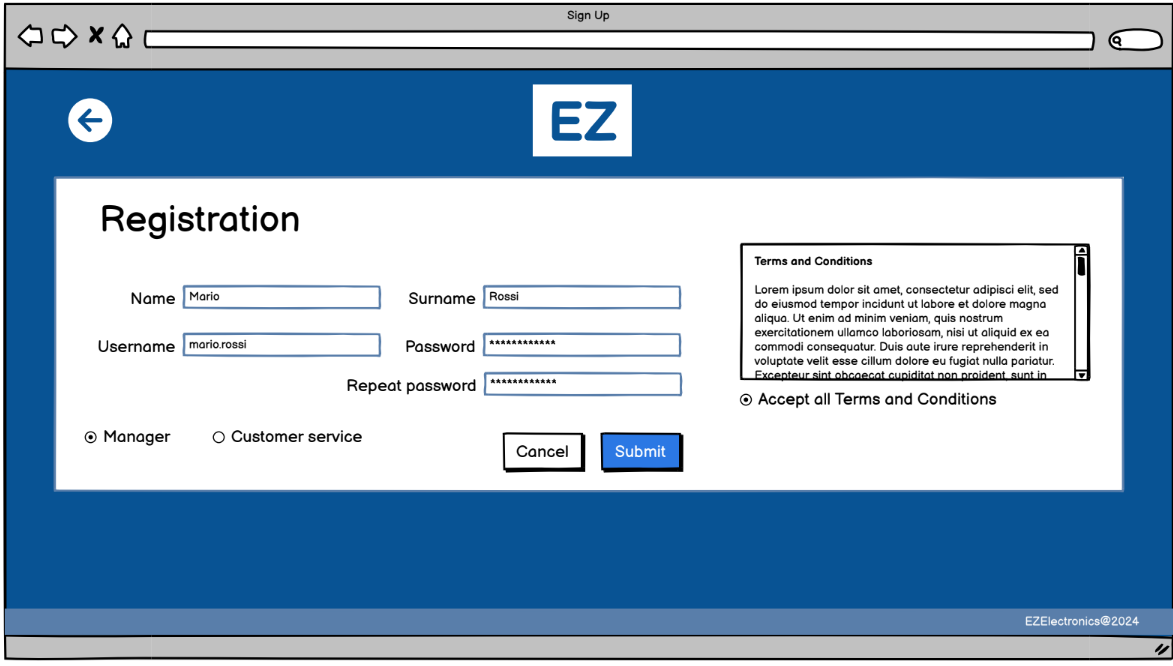 Sign Up
EZ
Registration
Name Mario
Surname Rossi
Username mario.rossi
Password ************
Repeat password ************
Manager
Customer service
Cancel
Submit
Terms and Conditions
Lorem ipsum dolor sit amet, consectetur adipisci elit, sed
do eiusmod tempor incidunt ut labore et dolore magna
aliqua. Ut enim ad minim veniam, quis nostrum
exercitationem ullamco laboriosam, nisi ut aliquid ex ea
commodi consequatur. Duis aute irure reprehenderit in
voluptate velit esse cillum dolore eu fugiat nulla pariatur.
Excepteur sint obcaecat cupiditat non proident, sunt in
Accept all Terms and Conditions
EZElectronics@2024